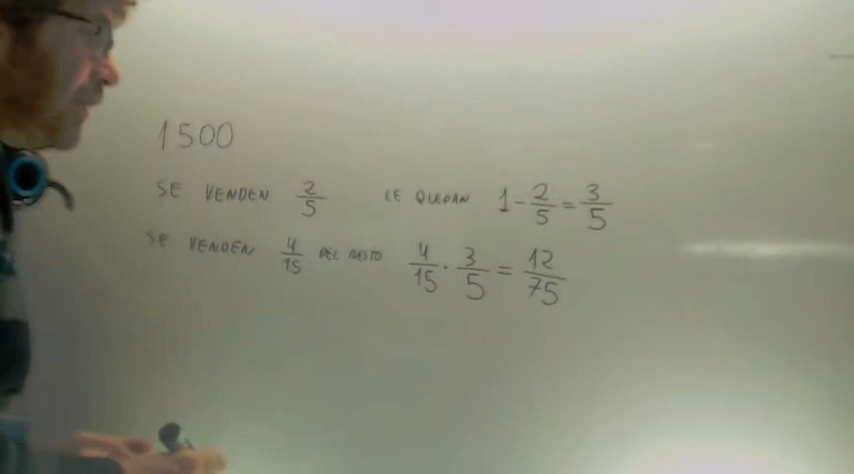 1500
SE VENDEN 2/5 LE QUEDAN 1-2/5=3/5
SE VENDEN 4/15 DEL RESTO 4/15·3/5=12/75